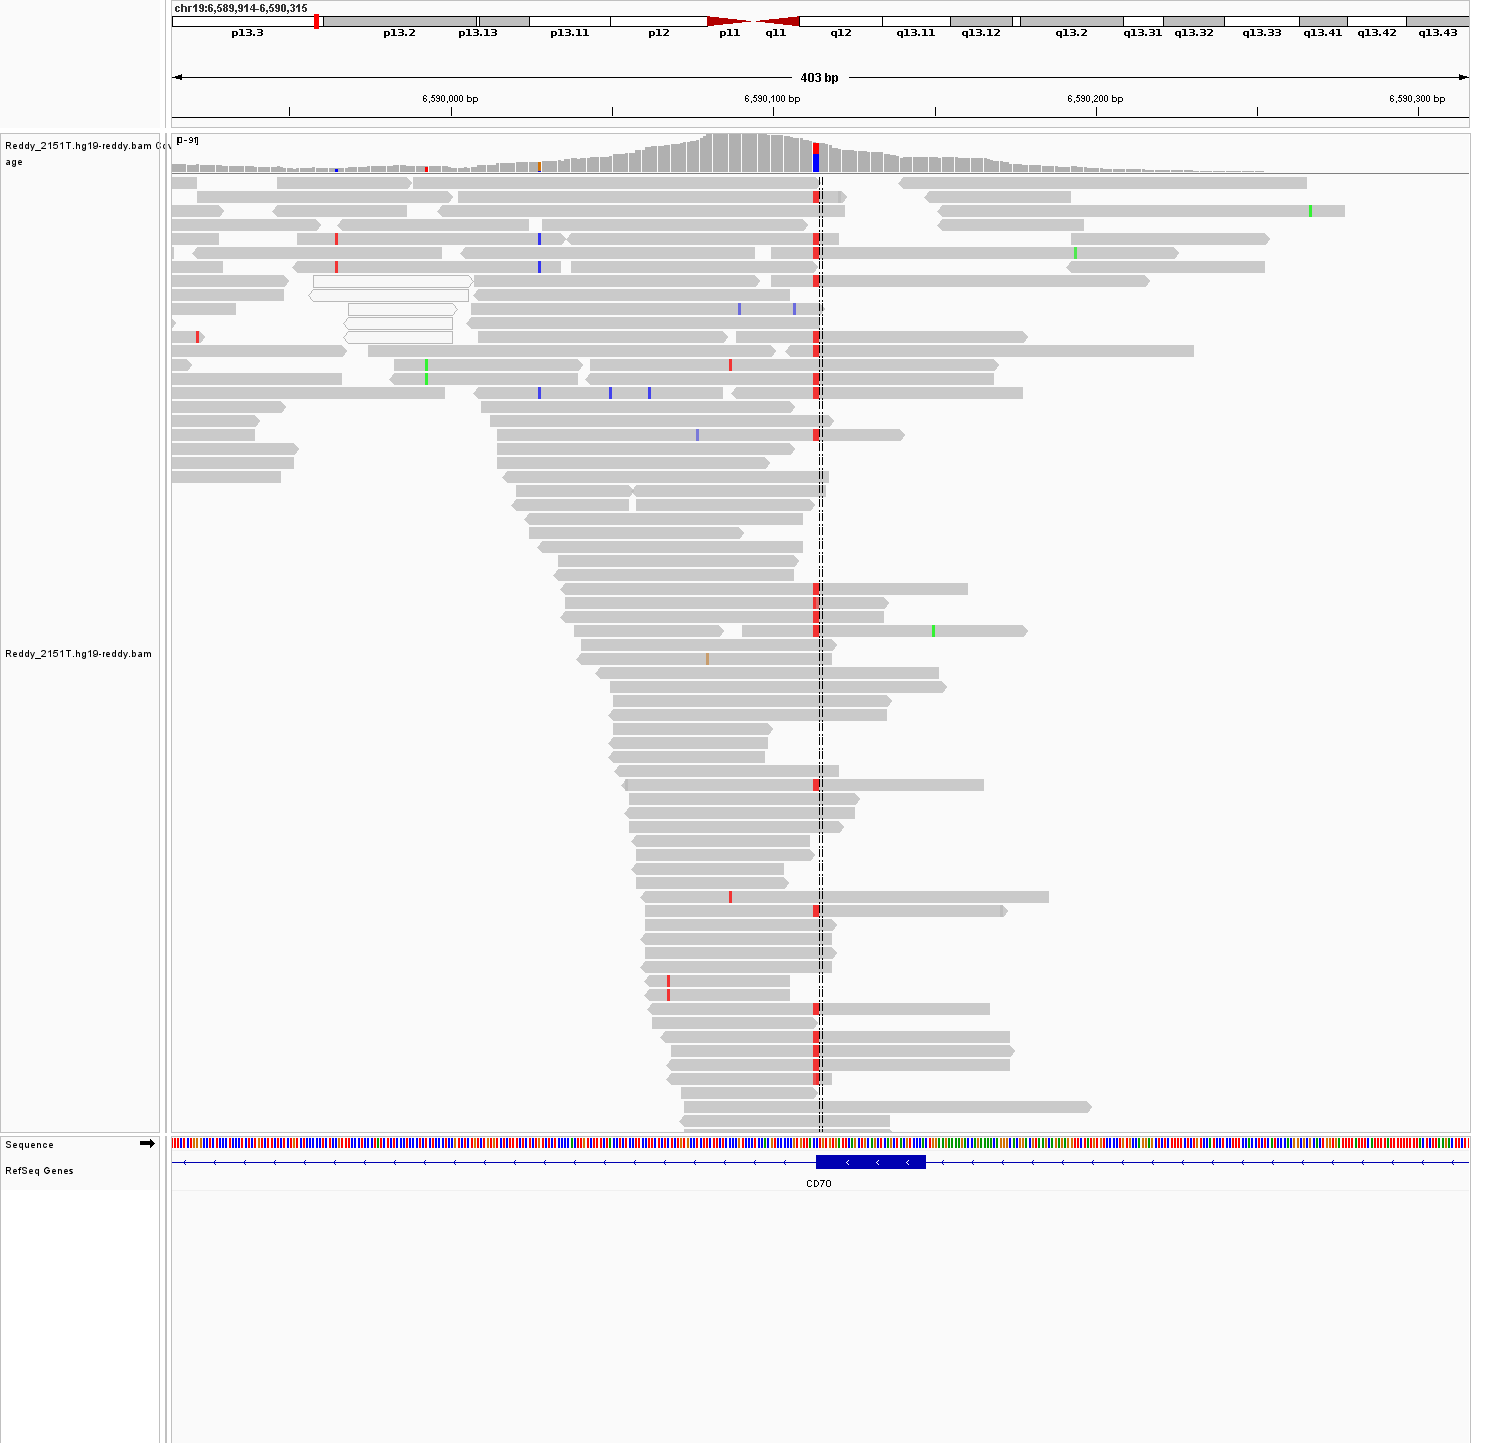 chr19:6,589,914-6,590,315
p13.3 p13.2 p13.13 p13.11 p12 p11 q11 q12 q13.11 q13.12 q13.2 q13.31 q13.32 q13.33 q13.41 q13.42 q13.43
403 bp
6,590,000 bp 6,590,100 bp 6,590,200 bp 6,590,300 bp
[0-91]
Reddy_2151T.hg19-reddy.bam Cov
age
Reddy_2151T.hg19-reddy.bam
Sequence
RefSeq Genes
CD70